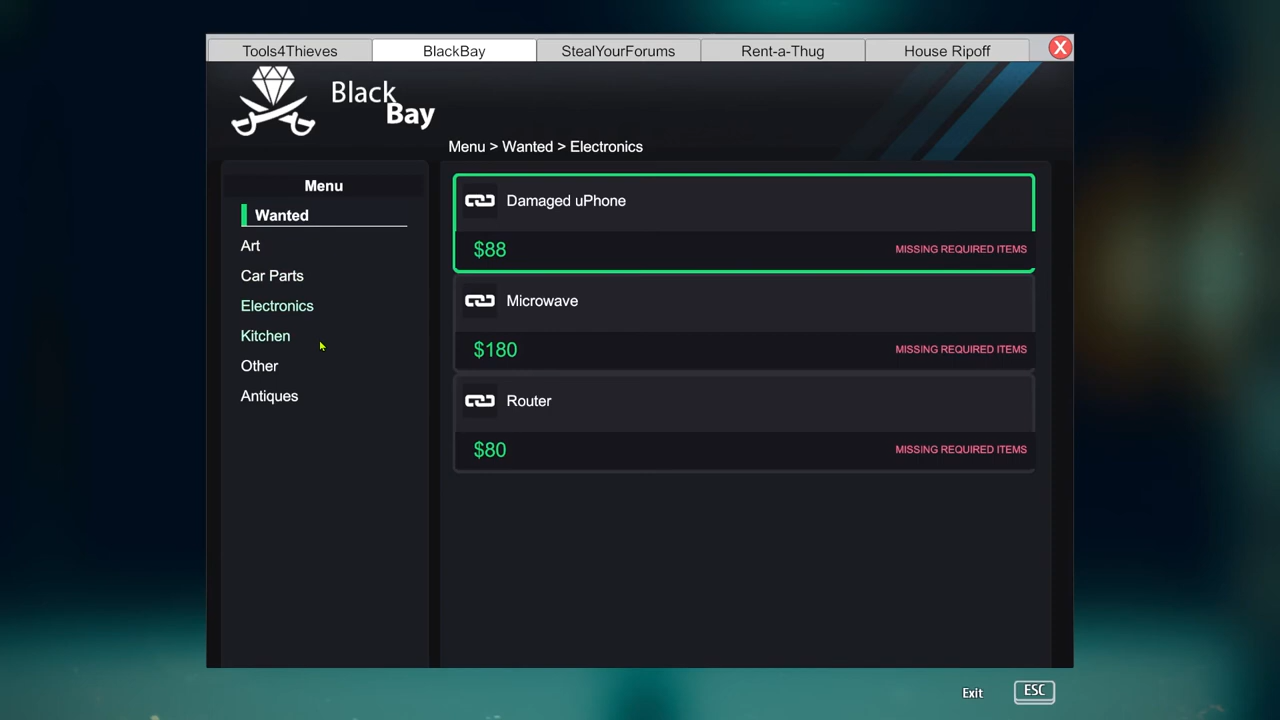 Tools4Thieves
BlackBay
StealYourForums
Rent-a-Thug
House Ripoff
X
Black
Bay
Menu > Wanted > Electronics
Menu
Wanted
Art
Car Parts
Electronics
Kitchen
Other
Antiques
Damaged uPhone
$88 MISSING REQUIRED ITEMS
Microwave
$180 MISSING REQUIRED ITEMS
Router
$80 MISSING REQUIRED ITEMS
Exit ESC